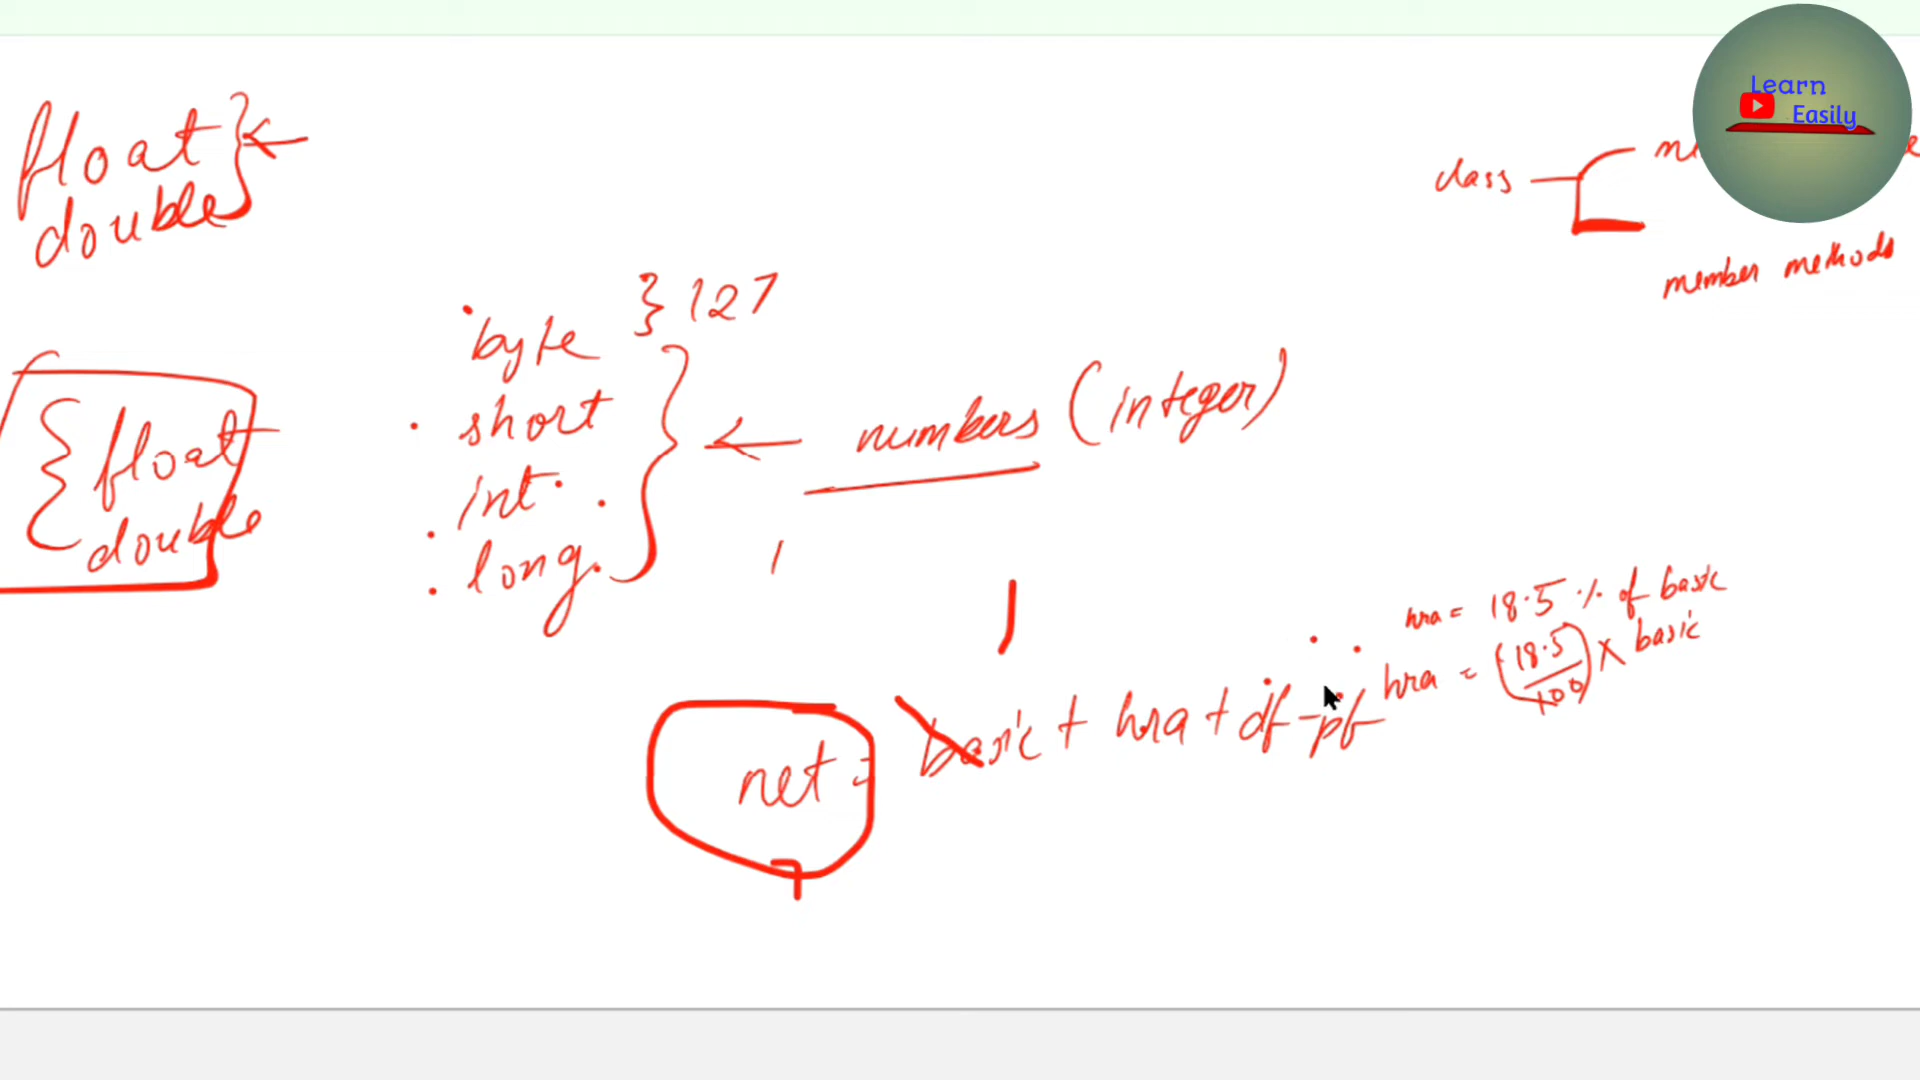 Learn
Easily
float } ←
double
class
member methods
byte } 127
short
int
long
} ← numbers (integer)
{ float
double
hra = 18.5 % of basic
hra = (18.5/100) X basic
net = basic + hra + df - pf